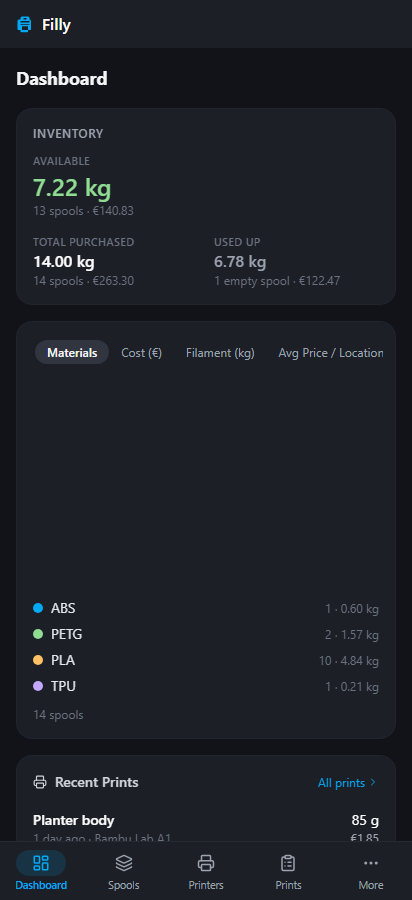 Filly
Dashboard
INVENTORY
AVAILABLE
7.22 kg
13 spools · €140.83
TOTAL PURCHASED
14.00 kg
14 spools · €263.30
USED UP
6.78 kg
1 empty spool · €122.47
Materials Cost (€) Filament (kg) Avg Price / Location
ABS 1 · 0.60 kg
PETG 2 · 1.57 kg
PLA 10 · 4.84 kg
TPU 1 · 0.21 kg
14 spools
Recent Prints All prints
Planter body 85 g
1 day ago · Bambu Lab A1 €1.85
Dashboard Spools Printers Prints More